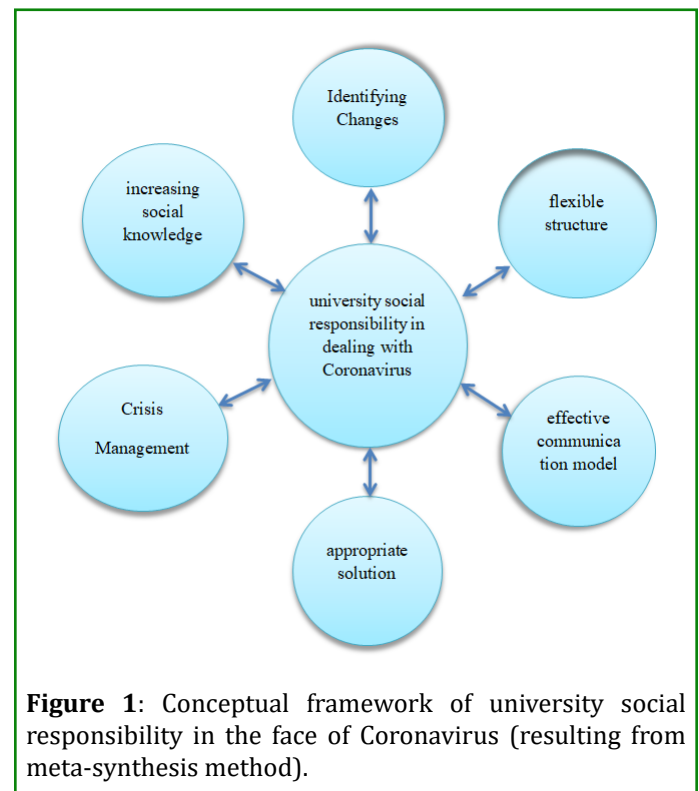 Identifying
Changes
increasing
social
knowledge
flexible
structure
university social
responsibility in
dealing with
Coronavirus
Crisis
Management
effective
communica
tion model
appropriate
solution
Figure 1: Conceptual framework of university social
responsibility in the face of Coronavirus (resulting from
meta-synthesis method).